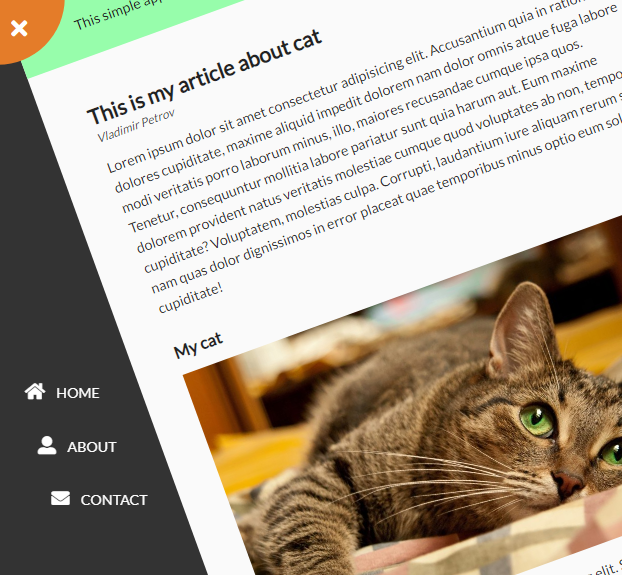 This simple
This is my article about cat
Vladimir Petrov
Lorem ipsum dolor sit amet consectetur adipisicing elit. Accusantium quia in
dolores cupiditate, maxime aliquid impedit dolorem nam dolor omnis atque fuga labore
modi veritatis porro laborum minus, illo, maiores recusandae cumque ipsa quos.
Tenetur, consequuntur mollitia labore pariatur sunt quia harum aut. Eum maxime
dolorem provident natus veritatis molestiae cumque quod voluptates ab non,
cupiditate? Voluptatem, molestias culpa. Corrupti, laudantium iure aliquam rerum
nam quas dolor dignissimos in error placeat quae temporibus minus optio eum
cupiditate!
My cat
HOME
ABOUT
CONTACT
elit.